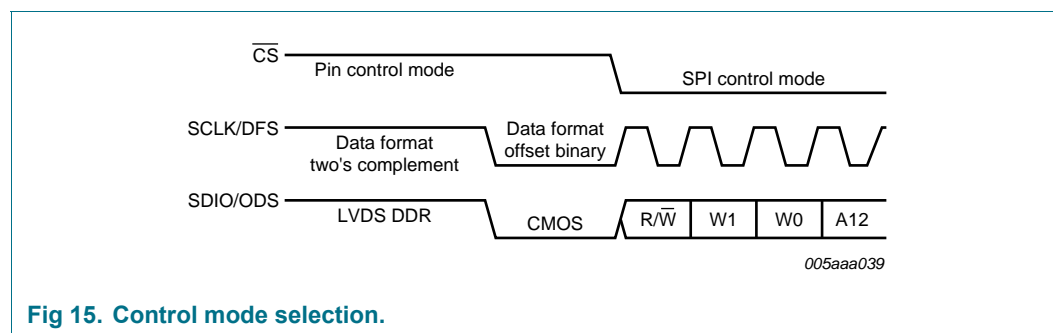 CS
Pin control mode
SPI control mode
SCLK/DFS
Data format
two's complement
Data format
offset binary
SDIO/ODS
LVDS DDR
CMOS
R/W̅
W1
W0
A12
005aaa039
Fig 15. Control mode selection.